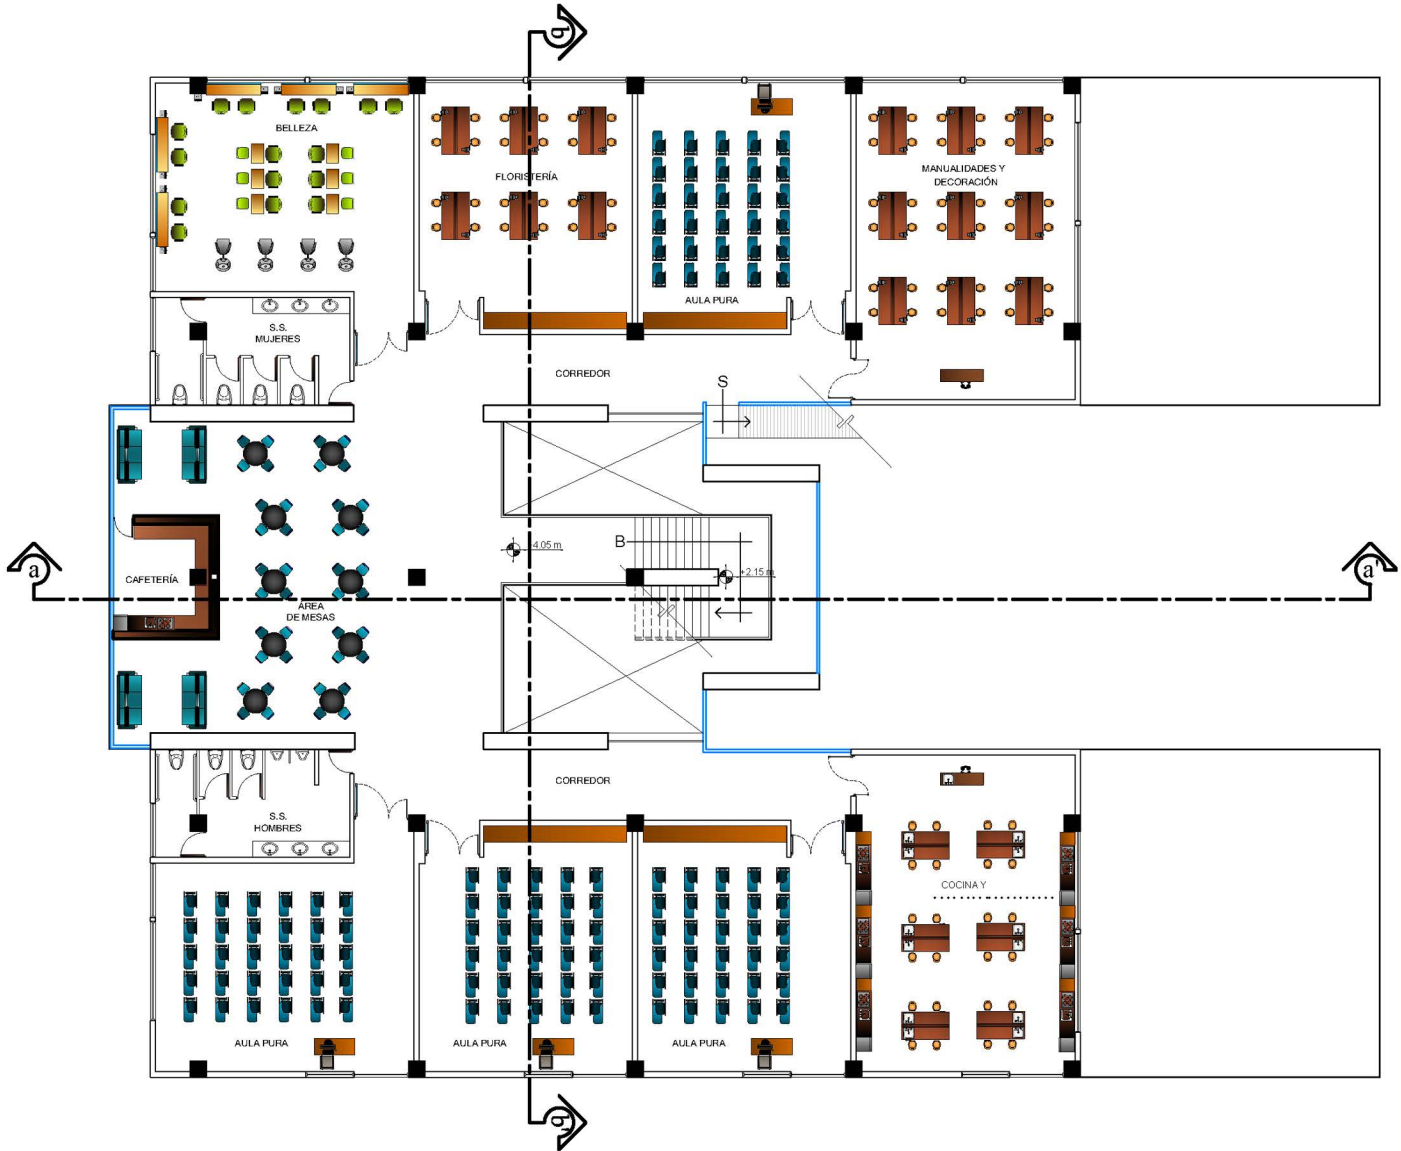 b
BELLEZA
FLORISTERÍA
MANUALIDADES Y
DECORACIÓN
AULA PURA
S.S.
MUJERES
CORREDOR
S
B
+4.05 m
+2.15 m
a
a'
CAFETERÍA
ÁREA
DE MESAS
CORREDOR
S.S.
HOMBRES
COCINA Y
AULA PURA
AULA PURA
AULA PURA
b'